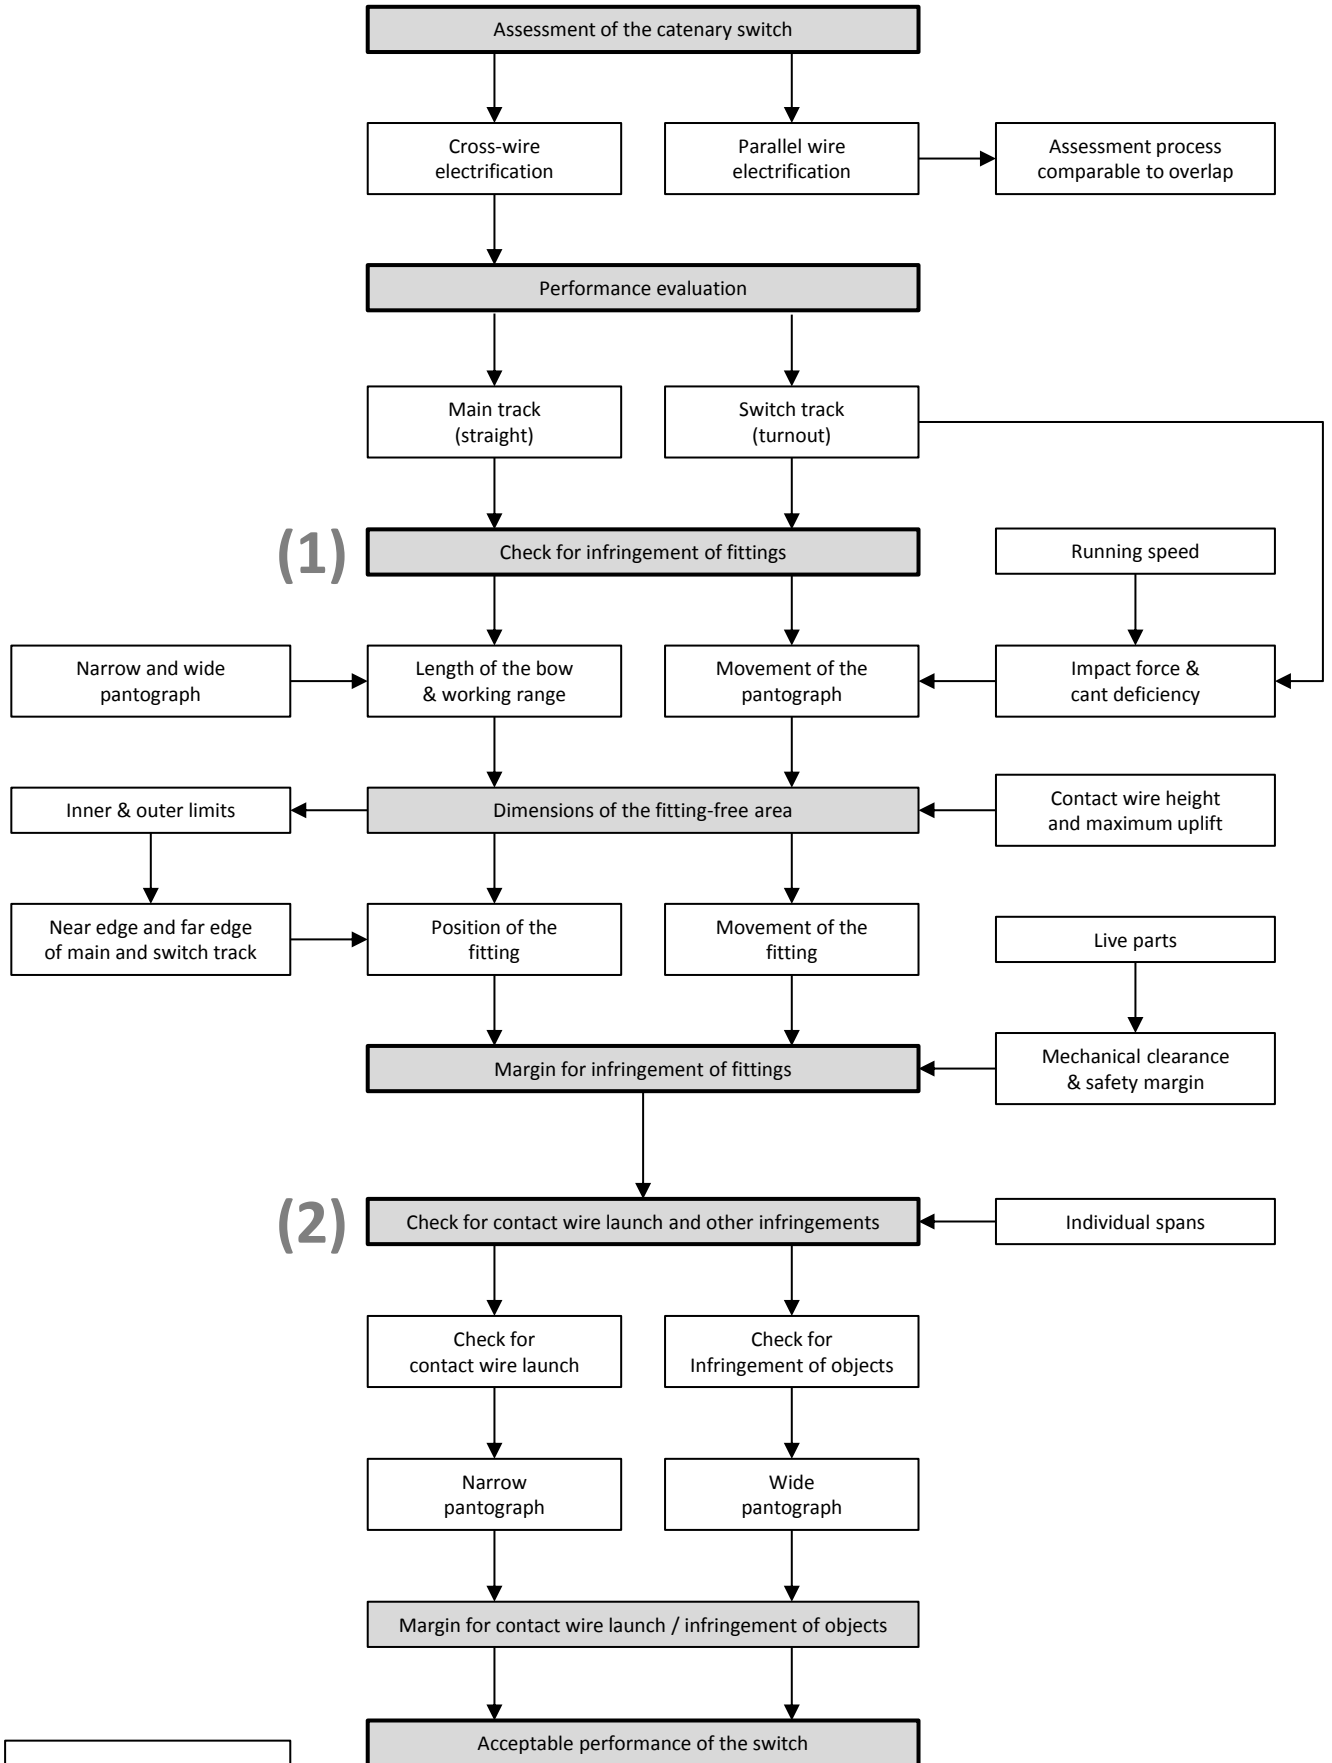 Assessment of the catenary switch
Cross-wire
electrification
Parallel wire
electrification
Assessment process
comparable to overlap
Performance evaluation
Main track
(straight)
Switch track
(turnout)
(1)
Check for infringement of fittings
Running speed
Narrow and wide
pantograph
Length of the bow
& working range
Movement of the
pantograph
Impact force &
cant deficiency
Inner & outer limits
Dimensions of the fitting-free area
Contact wire height
and maximum uplift
Near edge and far edge
of main and switch track
Position of the
fitting
Movement of the
fitting
Live parts
Margin for infringement of fittings
Mechanical clearance
& safety margin
(2)
Check for contact wire launch and other infringements
Individual spans
Check for
contact wire launch
Check for
Infringement of objects
Narrow
pantograph
Wide
pantograph
Margin for contact wire launch / infringement of objects
Acceptable performance of the switch